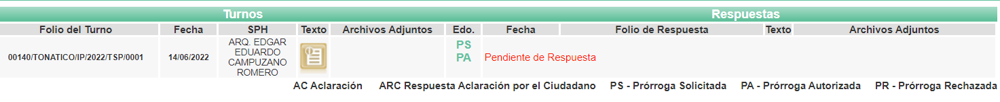 Turnos Respuestas
Folio del Turno Fecha SPH Texto Archivos Adjuntos Edo. Fecha Folio de Respuesta Texto Archivos Adjuntos
00140/TONATICO/IP/2022/TSP/0001 14/06/2022 ARQ. EDGAR
EDUARDO
CAMPUZANO
ROMERO
PS
PA
Pendiente de Respuesta
AC Aclaración ARC Respuesta Aclaración por el Ciudadano PS - Prórroga Solicitada PA - Prórroga Autorizada PR - Prórroga Rechazada